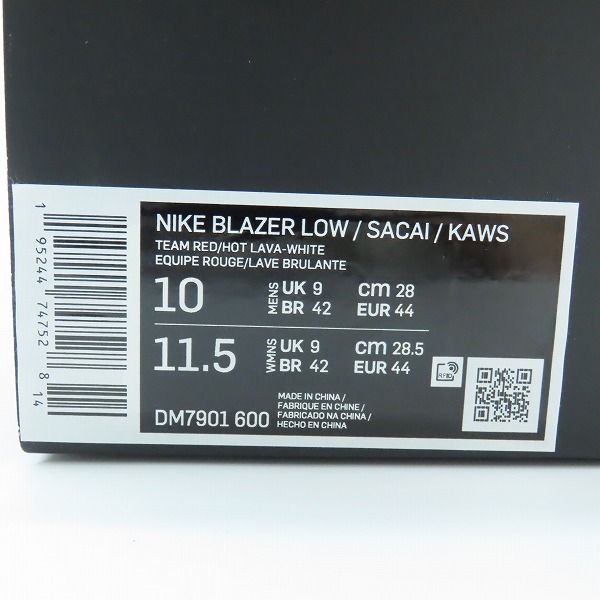 NIKE BLAZER LOW / SACAI / KAWS
TEAM RED/HOT LAVA-WHITE
EQUIPE ROUGE/LAVE BRULANTE
10 MENS UK 9 cm 28
BR 42 EUR 44
11.5 WMNS UK 9 cm 28.5
BR 42 EUR 44
RFID
DM7901 600
MADE IN CHINA /
FABRIQUE EN CHINE /
FABRICADO NA CHINA /
HECHO EN CHINA
1 95244 74752 8 14